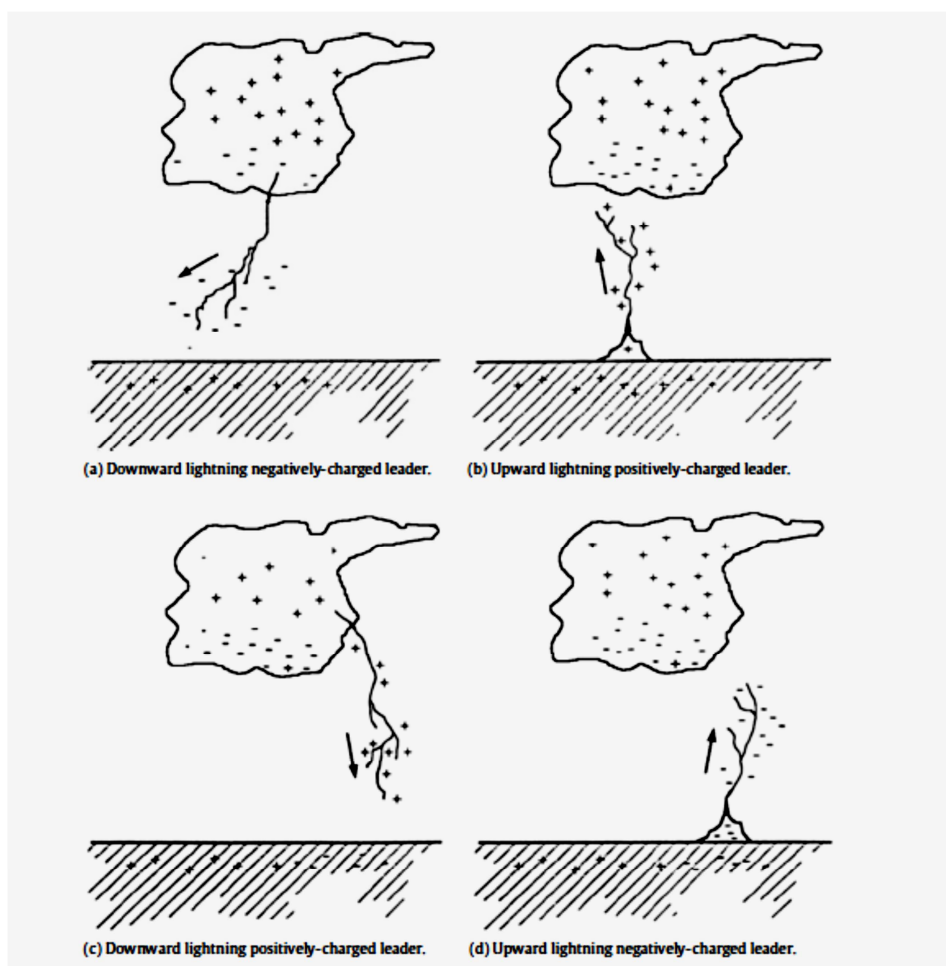 (a) Downward lightning negatively-charged leader.
(b) Upward lightning positively-charged leader.
(c) Downward lightning positively-charged leader.
(d) Upward lightning negatively-charged leader.